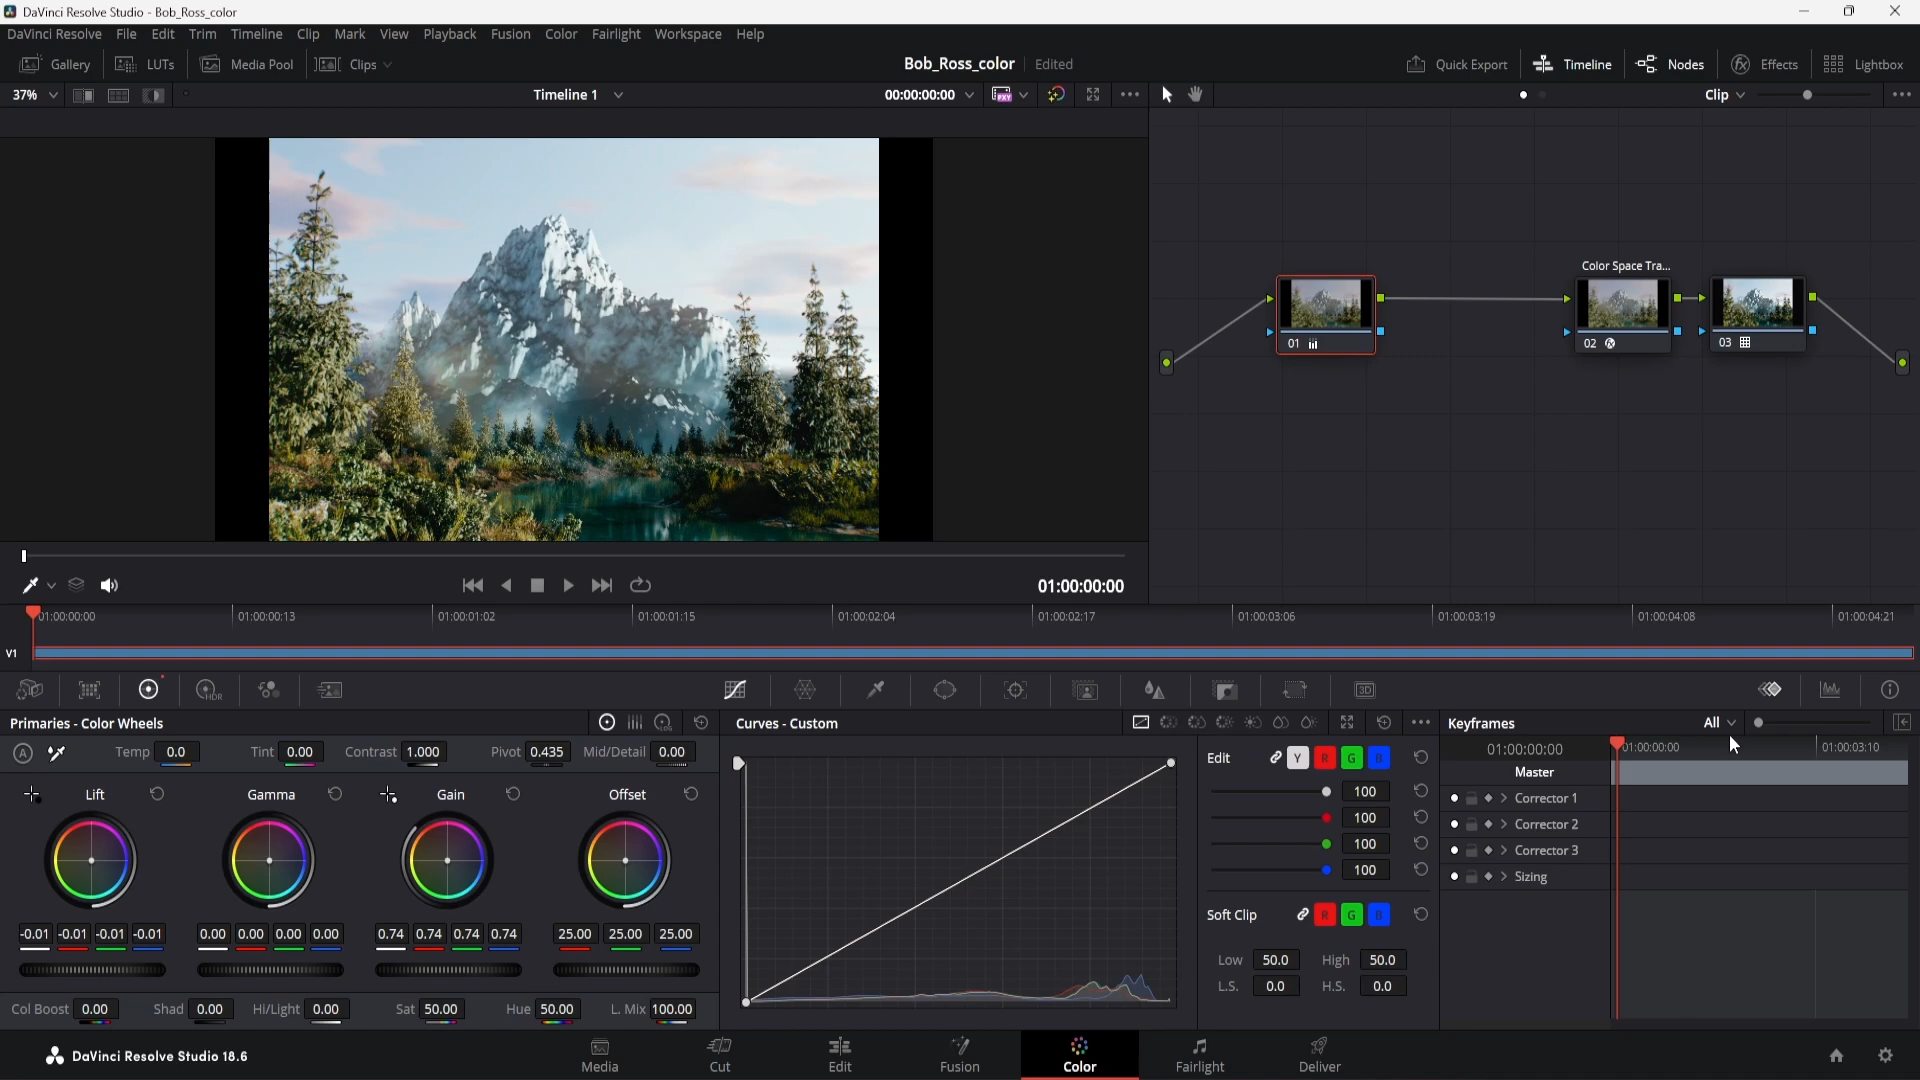 DaVinci Resolve Studio - Bob_Ross_color
DaVinci Resolve File Edit Trim Timeline Clip Mark View Playback Fusion Color Fairlight Workspace Help
Gallery LUTs Media Pool Clips Bob_Ross_color Edited Quick Export Timeline Nodes Effects Lightbox
37% Timeline 1 00:00:00:00 PXY Clip
Color Space Tra...
01 02 03
01:00:00:00
01:00:00:00 01:00:00:13 01:00:01:02 01:00:01:15 01:00:02:04 01:00:02:17 01:00:03:06 01:00:03:19 01:00:04:08 01:00:04:21
V1
HDR 3D
Primaries - Color Wheels LOG Curves - Custom Keyframes All
A Temp 0.0 Tint 0.00 Contrast 1.000 Pivot 0.435 Mid/Detail 0.00 Edit Y R G B 01:00:00:00 01:00:00:00 01:00:03:10
Master
Lift Gamma Gain Offset 100 Corrector 1
100 Corrector 2
100 Corrector 3
100 Sizing
Soft Clip R G B
-0.01 -0.01 -0.01 -0.01 0.00 0.00 0.00 0.00 0.74 0.74 0.74 0.74 25.00 25.00 25.00
Low 50.0 High 50.0
L.S. 0.0 H.S. 0.0
Col Boost 0.00 Shad 0.00 Hi/Light 0.00 Sat 50.00 Hue 50.00 L. Mix 100.00
DaVinci Resolve Studio 18.6 Media Cut Edit Fusion Color Fairlight Deliver